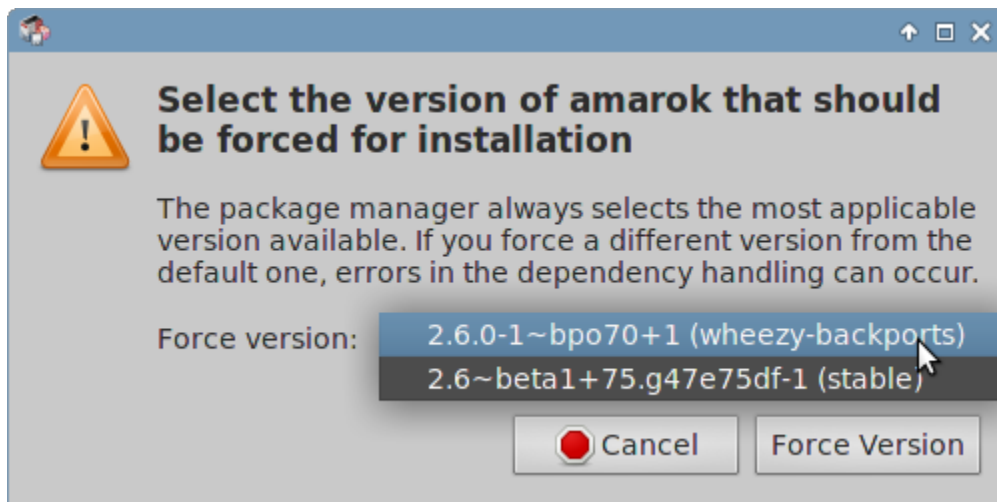 Select the version of amarok that should
be forced for installation
The package manager always selects the most applicable
version available. If you force a different version from the
default one, errors in the dependency handling can occur.
Force version:
2.6.0-1~bpo70+1 (wheezy-backports)
2.6~beta1+75.g47e75df-1 (stable)
Cancel
Force Version